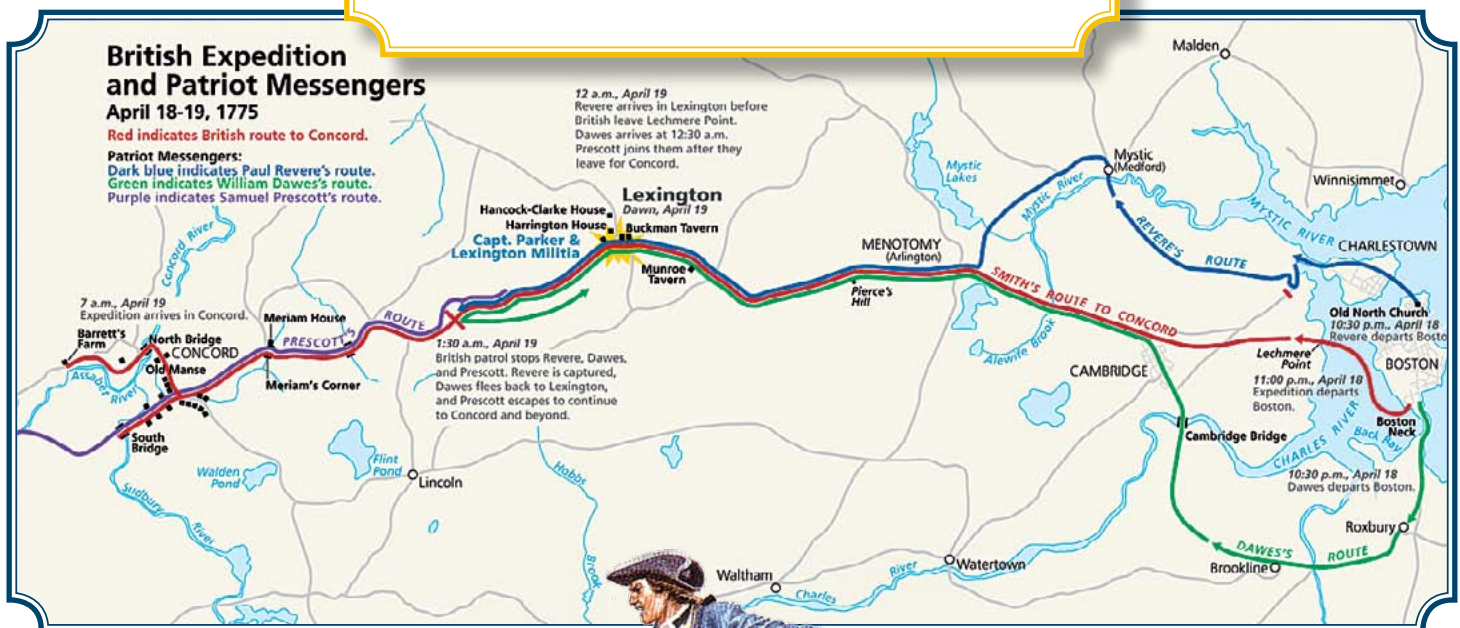 British Expedition
and Patriot Messengers
April 18-19, 1775
Red indicates British route to Concord.
Patriot Messengers:
Dark blue indicates Paul Revere's route.
Green indicates William Dawes's route.
Purple indicates Samuel Prescott's route.
12 a.m., April 19
Revere arrives in Lexington before
British leave Lechmere Point.
Dawes arrives at 12:30 a.m.
Prescott joins them after they
leave for Concord.
Malden
Mystic
Lakes
Mystic River
Mystic
(Medford)
Winnisimmet
MYSTIC RIVER
CHARLESTOWN
REVERE'S ROUTE
Lexington
Dawn, April 19
Hancock-Clarke House
Harrington House
Buckman Tavern
Capt. Parker &
Lexington Militia
Munroe
Tavern
MENOTOMY
(Arlington)
Pierce's
Hill
SMITH'S ROUTE TO CONCORD
Old North Church
10:30 p.m., April 18
Revere departs Bosto
Concord River
7 a.m., April 19
Expedition arrives in Concord.
Barrett's
Farm
North Bridge
CONCORD
Old Manse
Assabet River
Meriam House
PRESCOTT'S ROUTE
Meriam's Corner
South
Bridge
1:30 a.m., April 19
British patrol stops Revere, Dawes,
and Prescott. Revere is captured,
Dawes flees back to Lexington,
and Prescott escapes to continue
to Concord and beyond.
Alewife Brook
CAMBRIDGE
Lechmere
Point
BOSTON
11:00 p.m., April 18
Expedition departs
Boston.
Boston
Neck
Back Bay
CHARLES RIVER
Cambridge Bridge
10:30 p.m., April 18
Dawes departs Boston.
Walden
Pond
Flint
Pond
Lincoln
Sudbury River
Hobbs Brook
Roxbury
DAWES'S ROUTE
Brookline
Watertown
Waltham
Charles River